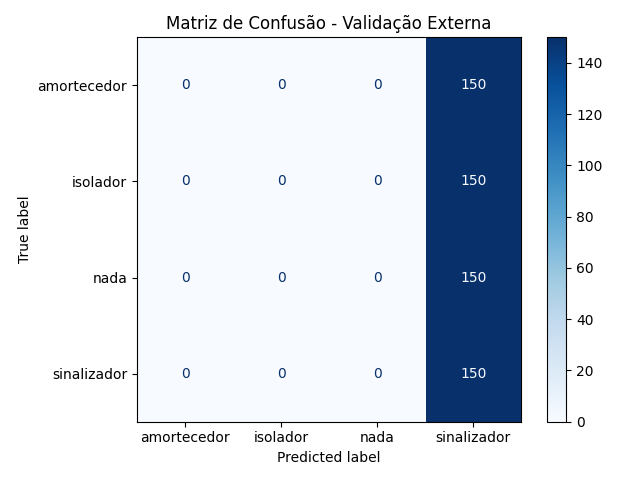 Matriz de Confusão - Validação Externa
amortecedor 0 0 0 150
isolador 0 0 0 150
nada 0 0 0 150
sinalizador 0 0 0 150
amortecedor isolador nada sinalizador
Predicted label
True label
140
120
100
80
60
40
20
0